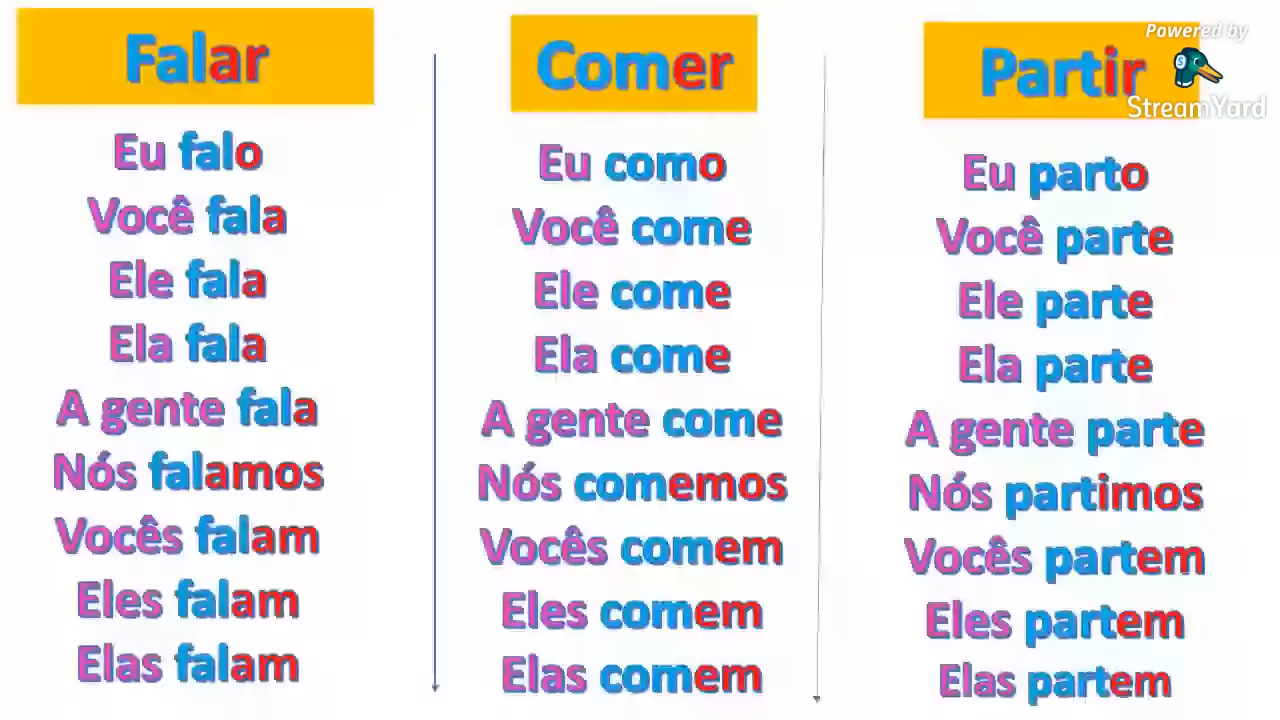 Falar
Eu falo
Você fala
Ele fala
Ela fala
A gente fala
Nós falamos
Vocês falam
Eles falam
Elas falam
Comer
Eu como
Você come
Ele come
Ela come
A gente come
Nós comemos
Vocês comem
Eles comem
Elas comem
Partir
Eu parto
Você parte
Ele parte
Ela parte
A gente parte
Nós partimos
Vocês partem
Eles partem
Elas partem
Powered by
S
StreamYard